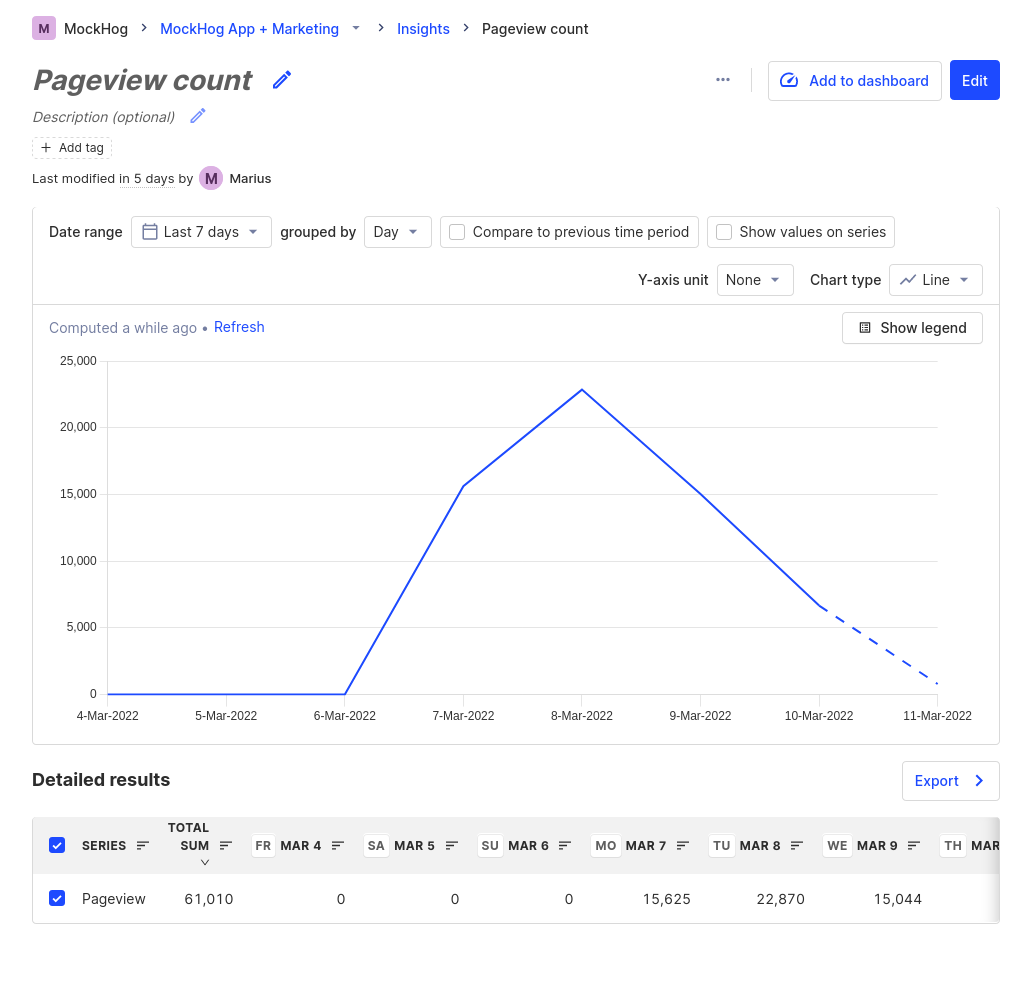 M MockHog MockHog App + Marketing Insights Pageview count
Pageview count
Add to dashboard Edit
Description (optional)
+ Add tag
Last modified in 5 days by M Marius
Date range Last 7 days grouped by Day Compare to previous time period Show values on series
Y-axis unit None Chart type Line
Computed a while ago • Refresh Show legend
25,000
20,000
15,000
10,000
5,000
0
4-Mar-2022 5-Mar-2022 6-Mar-2022 7-Mar-2022 8-Mar-2022 9-Mar-2022 10-Mar-2022 11-Mar-2022
Detailed results Export
SERIES TOTAL SUM FR MAR 4 SA MAR 5 SU MAR 6 MO MAR 7 TU MAR 8 WE MAR 9 TH MAR
Pageview 61,010 0 0 0 15,625 22,870 15,044